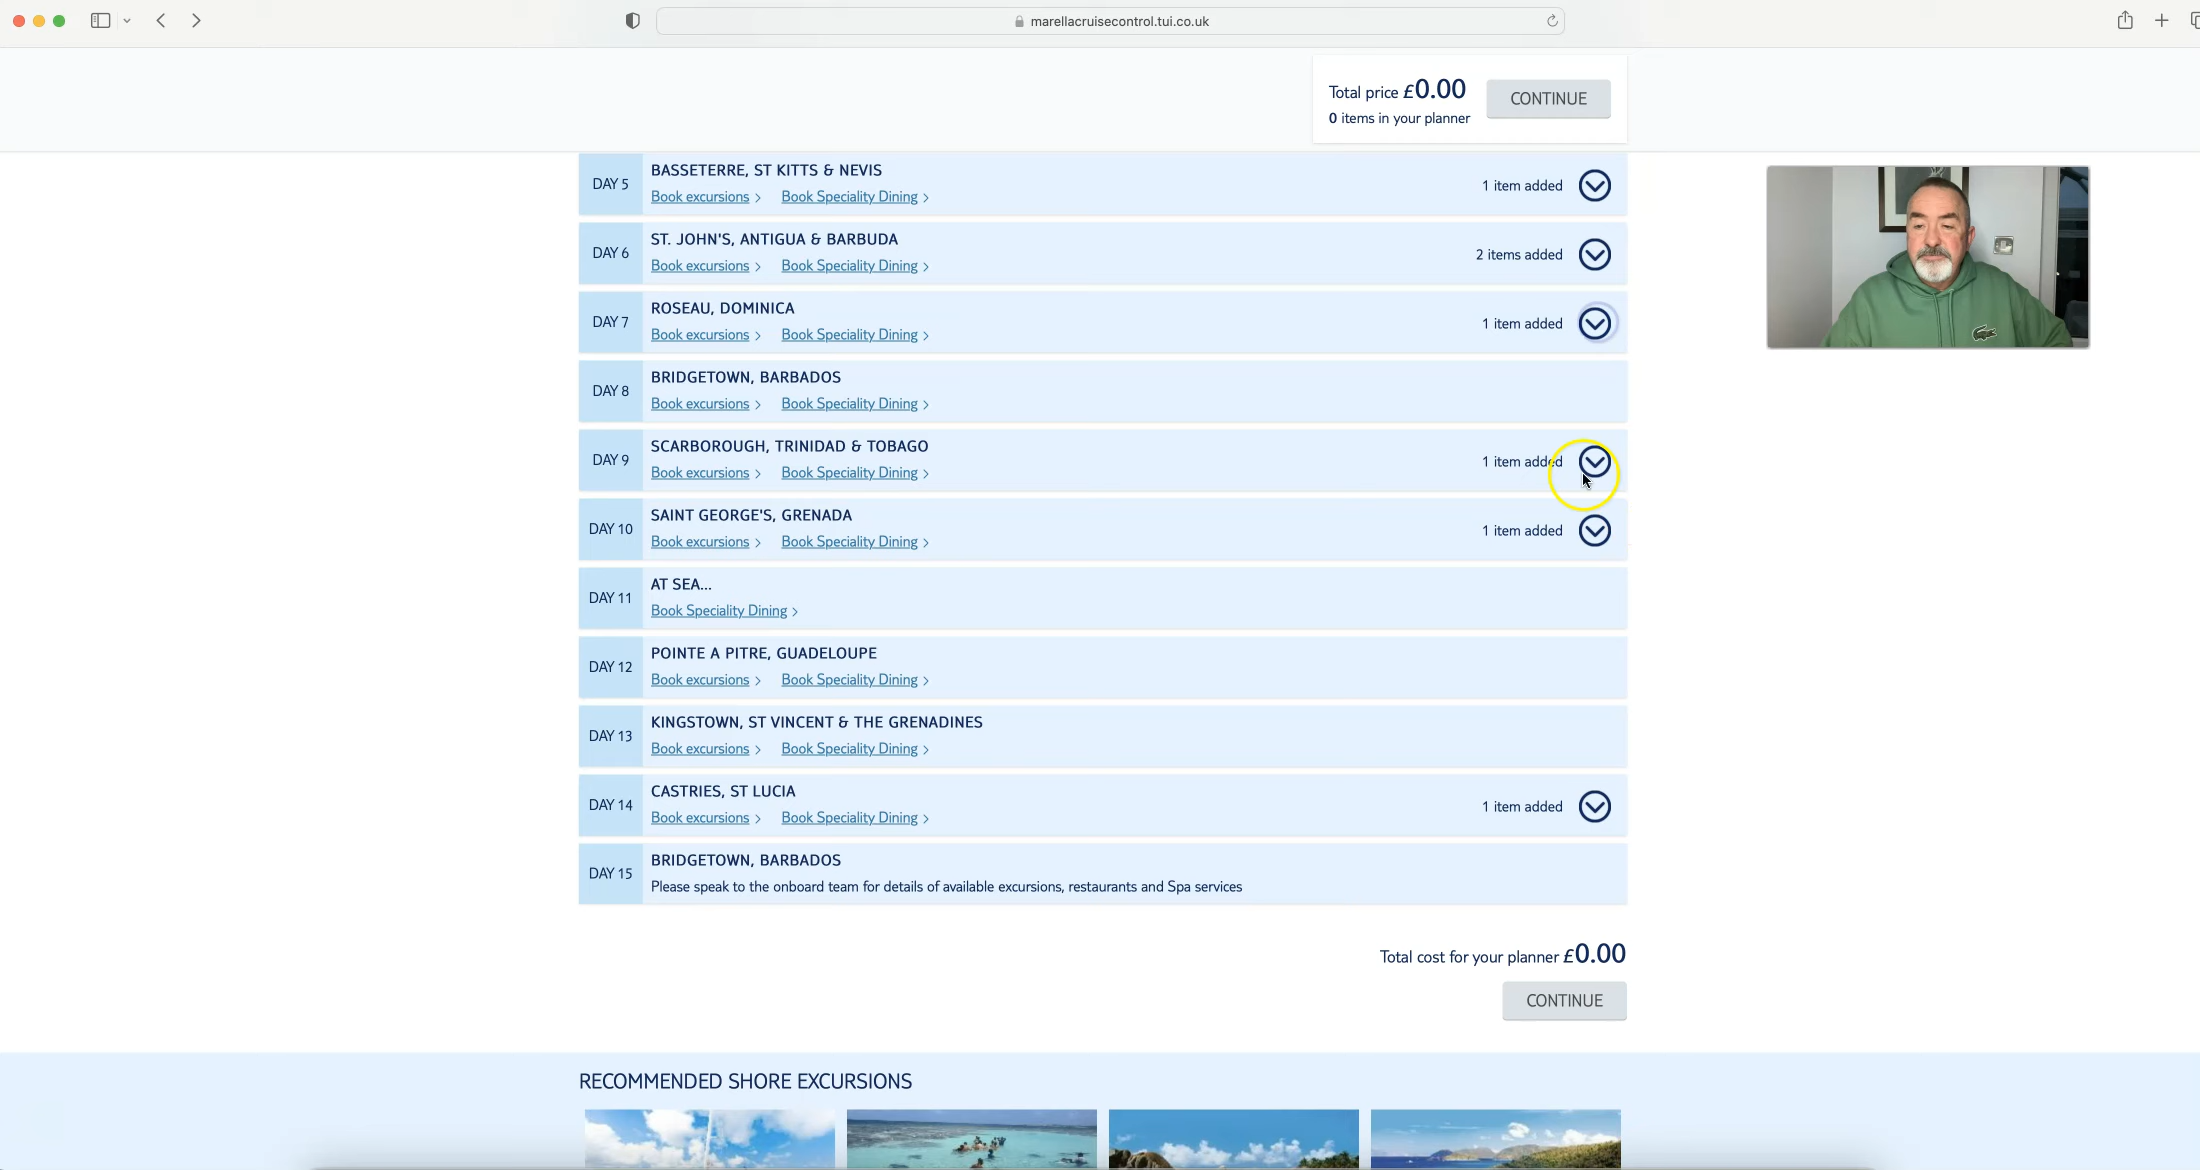 marellacruisecontrol.tui.co.uk
Total price £0.00
0 items in your planner
CONTINUE
DAY 5
BASSETERRE, ST KITTS & NEVIS
Book excursions > Book Speciality Dining >
1 item added
DAY 6
ST. JOHN'S, ANTIGUA & BARBUDA
Book excursions > Book Speciality Dining >
2 items added
DAY 7
ROSEAU, DOMINICA
Book excursions > Book Speciality Dining >
1 item added
DAY 8
BRIDGETOWN, BARBADOS
Book excursions > Book Speciality Dining >
DAY 9
SCARBOROUGH, TRINIDAD & TOBAGO
Book excursions > Book Speciality Dining >
1 item added
DAY 10
SAINT GEORGE'S, GRENADA
Book excursions > Book Speciality Dining >
1 item added
DAY 11
AT SEA...
Book Speciality Dining >
DAY 12
POINTE A PITRE, GUADELOUPE
Book excursions > Book Speciality Dining >
DAY 13
KINGSTOWN, ST VINCENT & THE GRENADINES
Book excursions > Book Speciality Dining >
DAY 14
CASTRIES, ST LUCIA
Book excursions > Book Speciality Dining >
1 item added
DAY 15
BRIDGETOWN, BARBADOS
Please speak to the onboard team for details of available excursions, restaurants and Spa services
Total cost for your planner £0.00
CONTINUE
RECOMMENDED SHORE EXCURSIONS